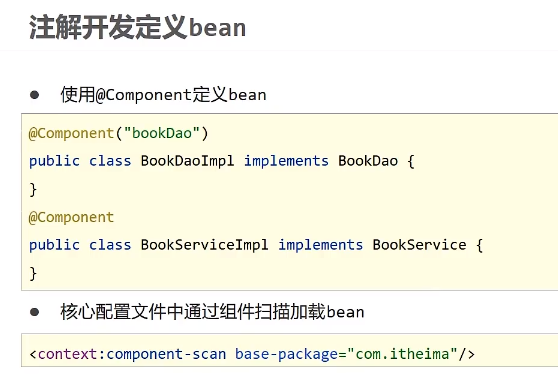 注解开发定义bean
● 使用@Component定义bean
@Component("bookDao")
public class BookDaoImpl implements BookDao {
}
@Component
public class BookServiceImpl implements BookService {
}
● 核心配置文件中通过组件扫描加载bean
<context:component-scan base-package="com.itheima"/>